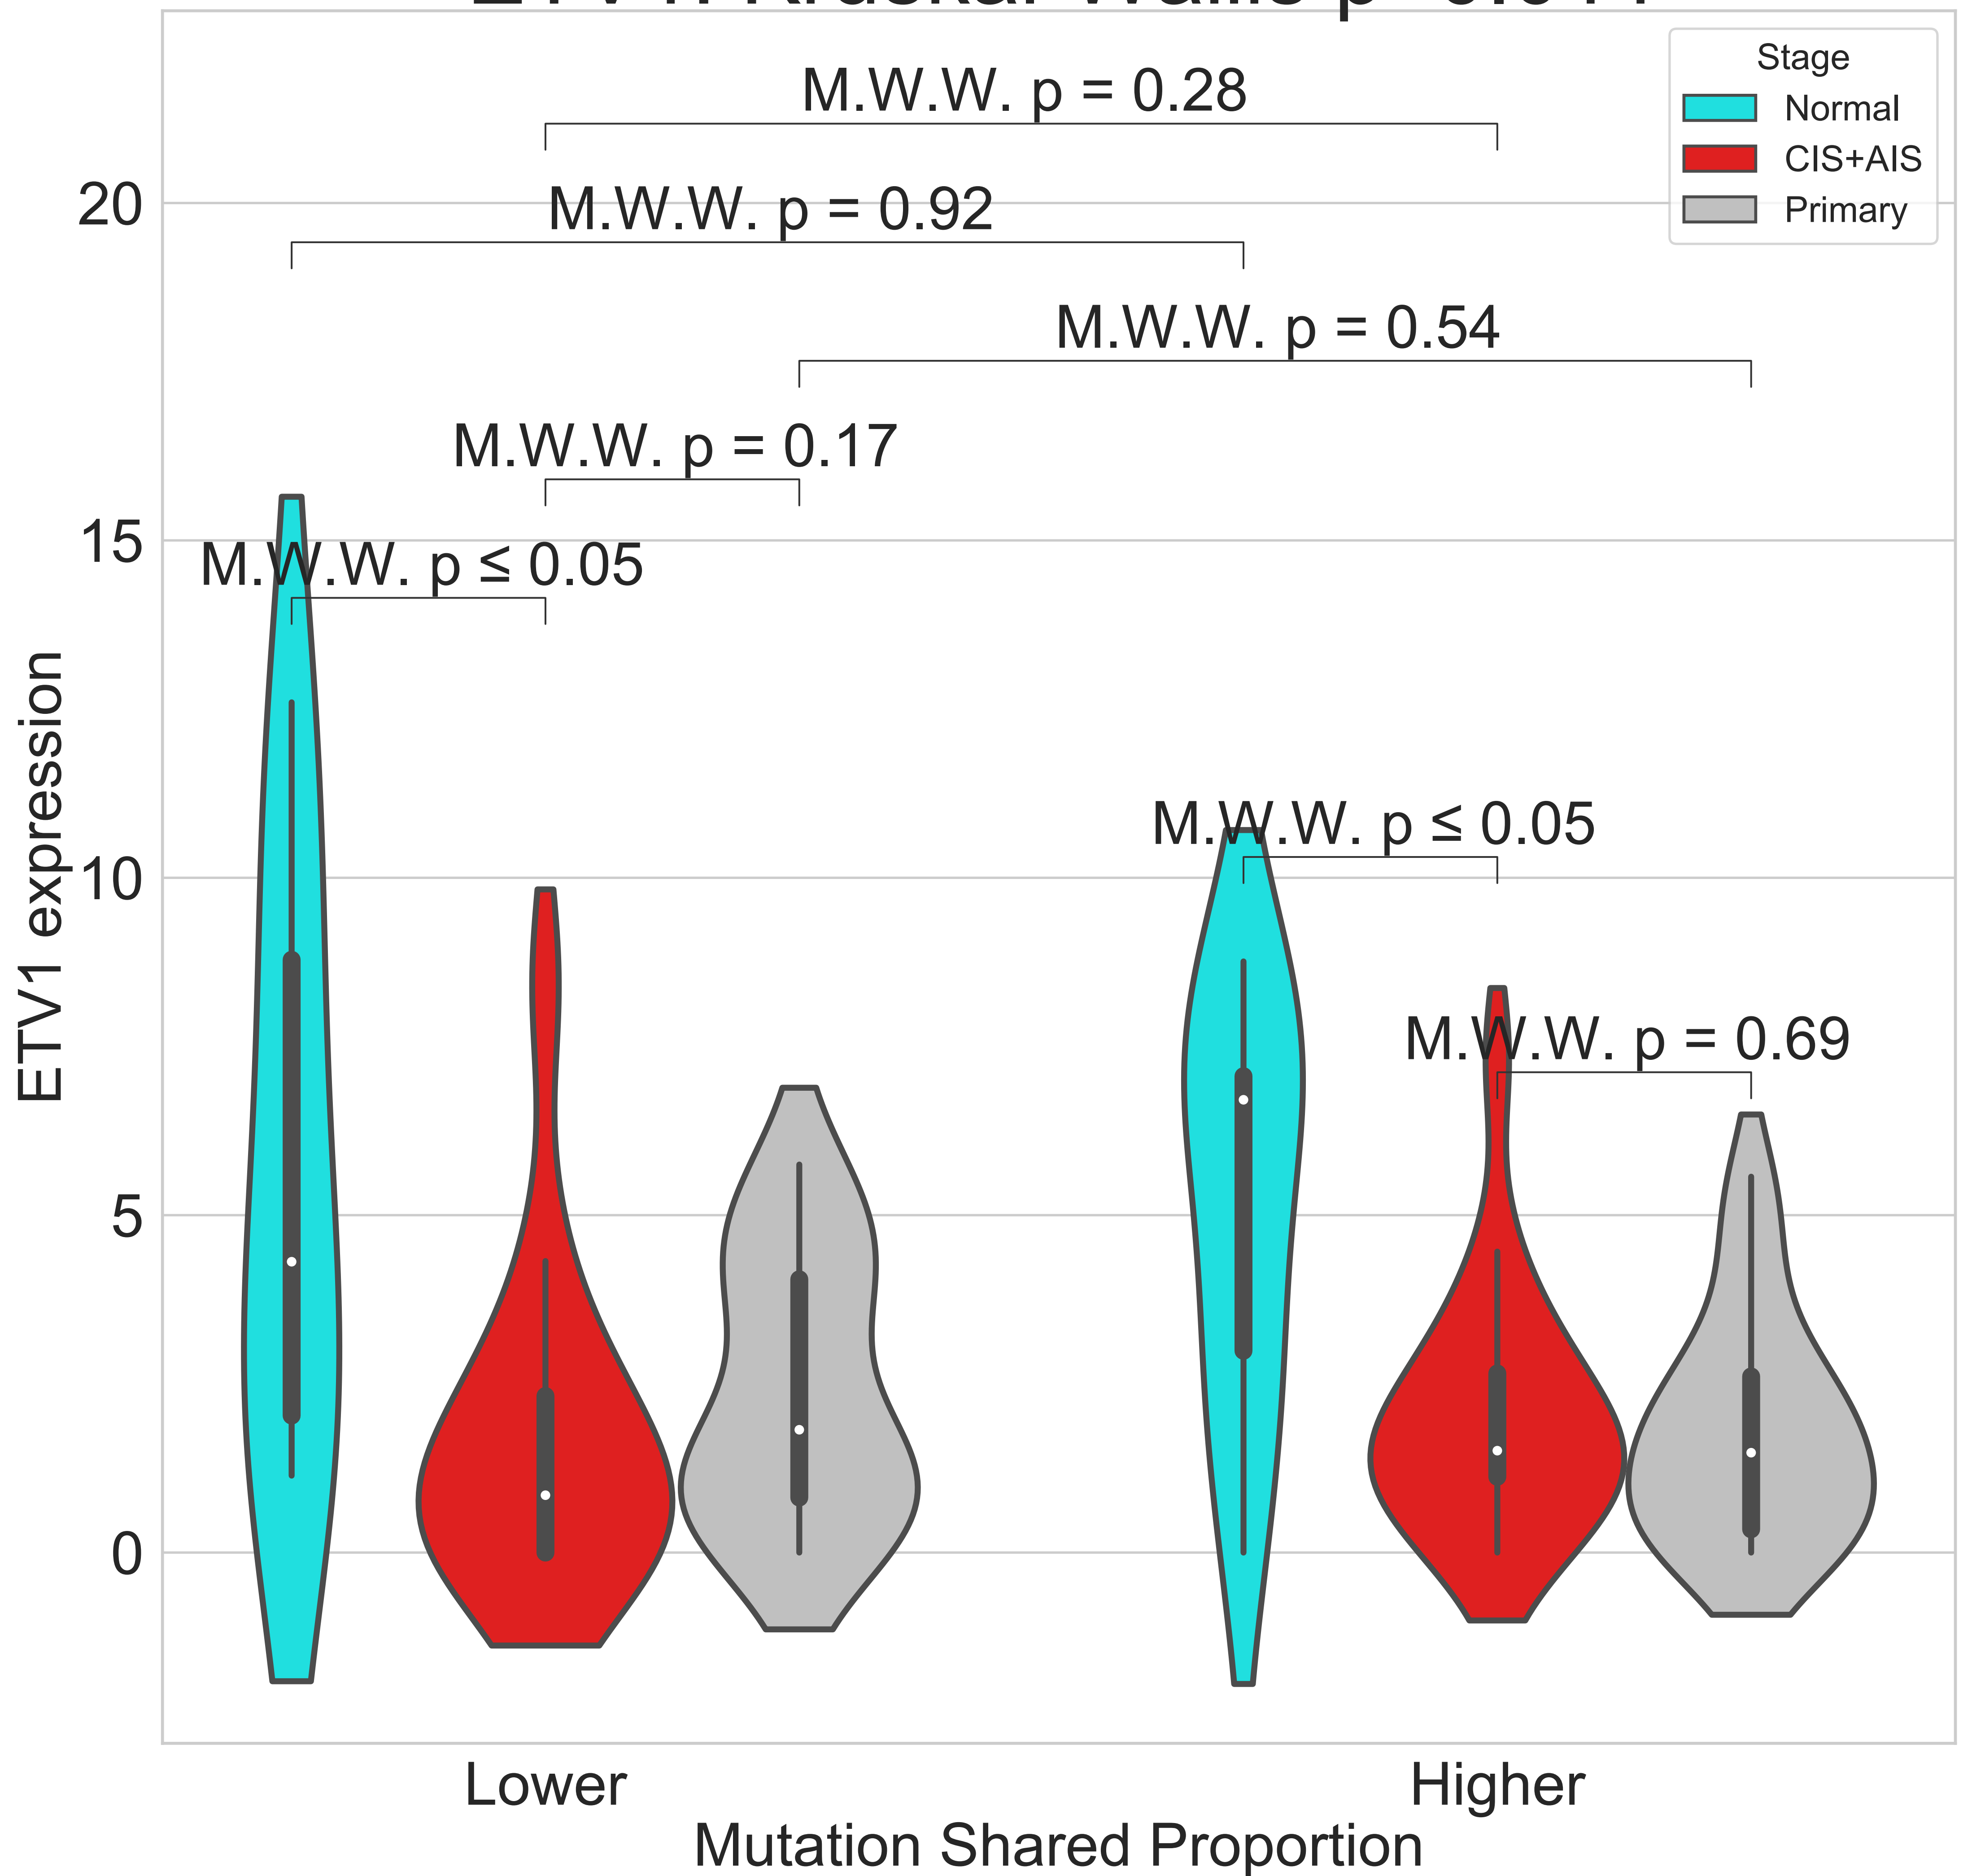 Stage
Normal
CIS+AIS
Primary
M.W.W. p = 0.28
M.W.W. p = 0.92
M.W.W. p = 0.54
M.W.W. p = 0.17
M.W.W. p ≤ 0.05
M.W.W. p ≤ 0.05
M.W.W. p = 0.69
20
15
10
5
0
ETV1 expression
Lower
Higher
Mutation Shared Proportion